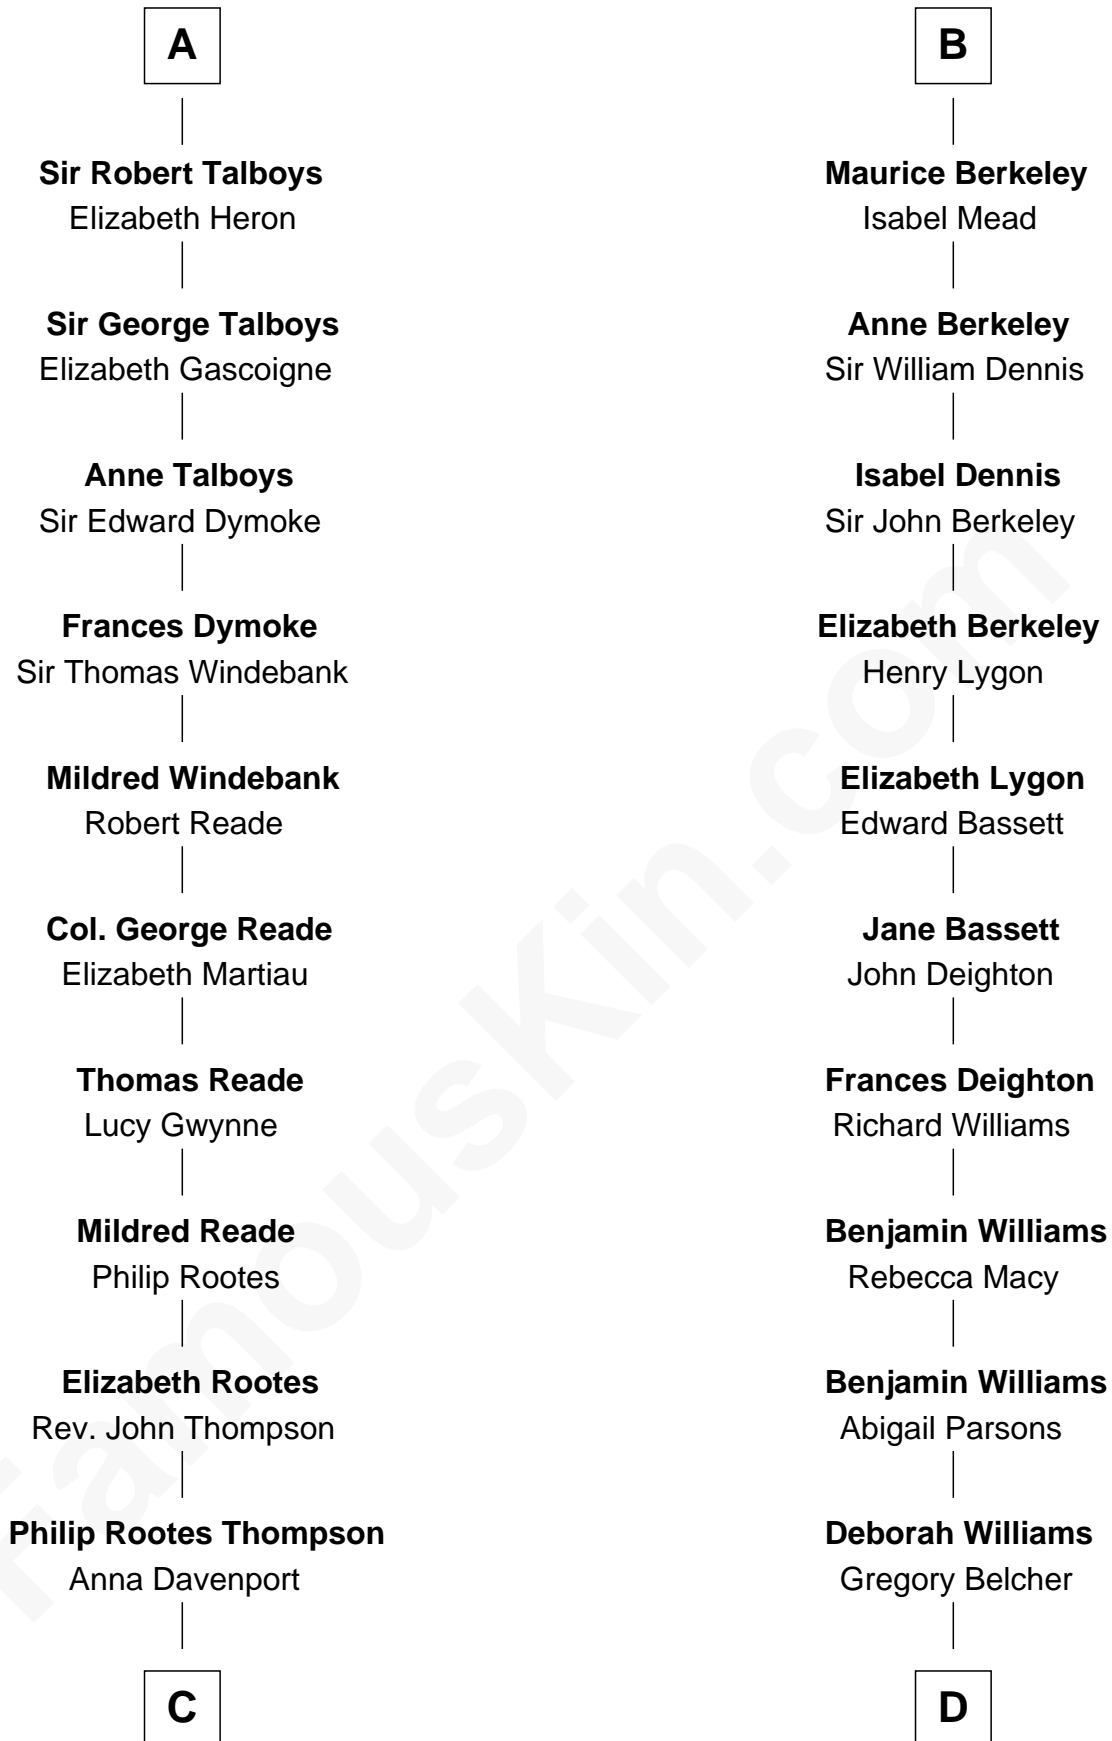 A
Sir Robert Talboys
Elizabeth Heron
Sir George Talboys
Elizabeth Gascoigne
Anne Talboys
Sir Edward Dymoke
Frances Dymoke
Sir Thomas Windebank
Mildred Windebank
Robert Reade
Col. George Reade
Elizabeth Martiau
Thomas Reade
Lucy Gwynne
Mildred Reade
Philip Rootes
Elizabeth Rootes
Rev. John Thompson
Philip Rootes Thompson
Anna Davenport
C
B
Maurice Berkeley
Isabel Mead
Anne Berkeley
Sir William Dennis
Isabel Dennis
Sir John Berkeley
Elizabeth Berkeley
Henry Lygon
Elizabeth Lygon
Edward Bassett
Jane Bassett
John Deighton
Frances Deighton
Richard Williams
Benjamin Williams
Rebecca Macy
Benjamin Williams
Abigail Parsons
Deborah Williams
Gregory Belcher
D
FamousKin.com